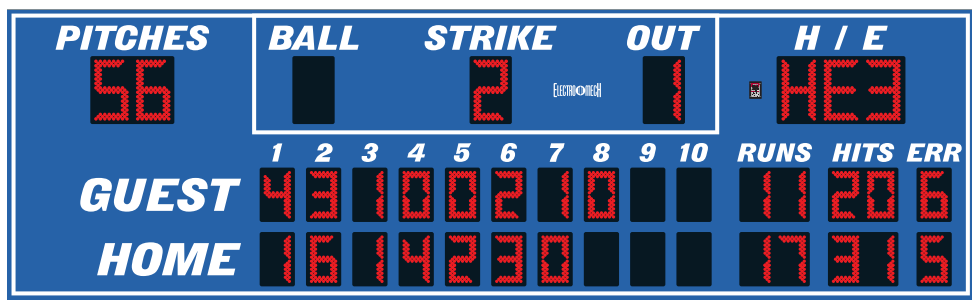 PITCHES BALL STRIKE OUT H / E
56 2 1 HE3
ELECTRO MECH
1 2 3 4 5 6 7 8 9 10 RUNS HITS ERR
GUEST 4 3 1 0 0 2 1 0 11 20 6
HOME 1 6 1 4 2 3 0 17 31 5